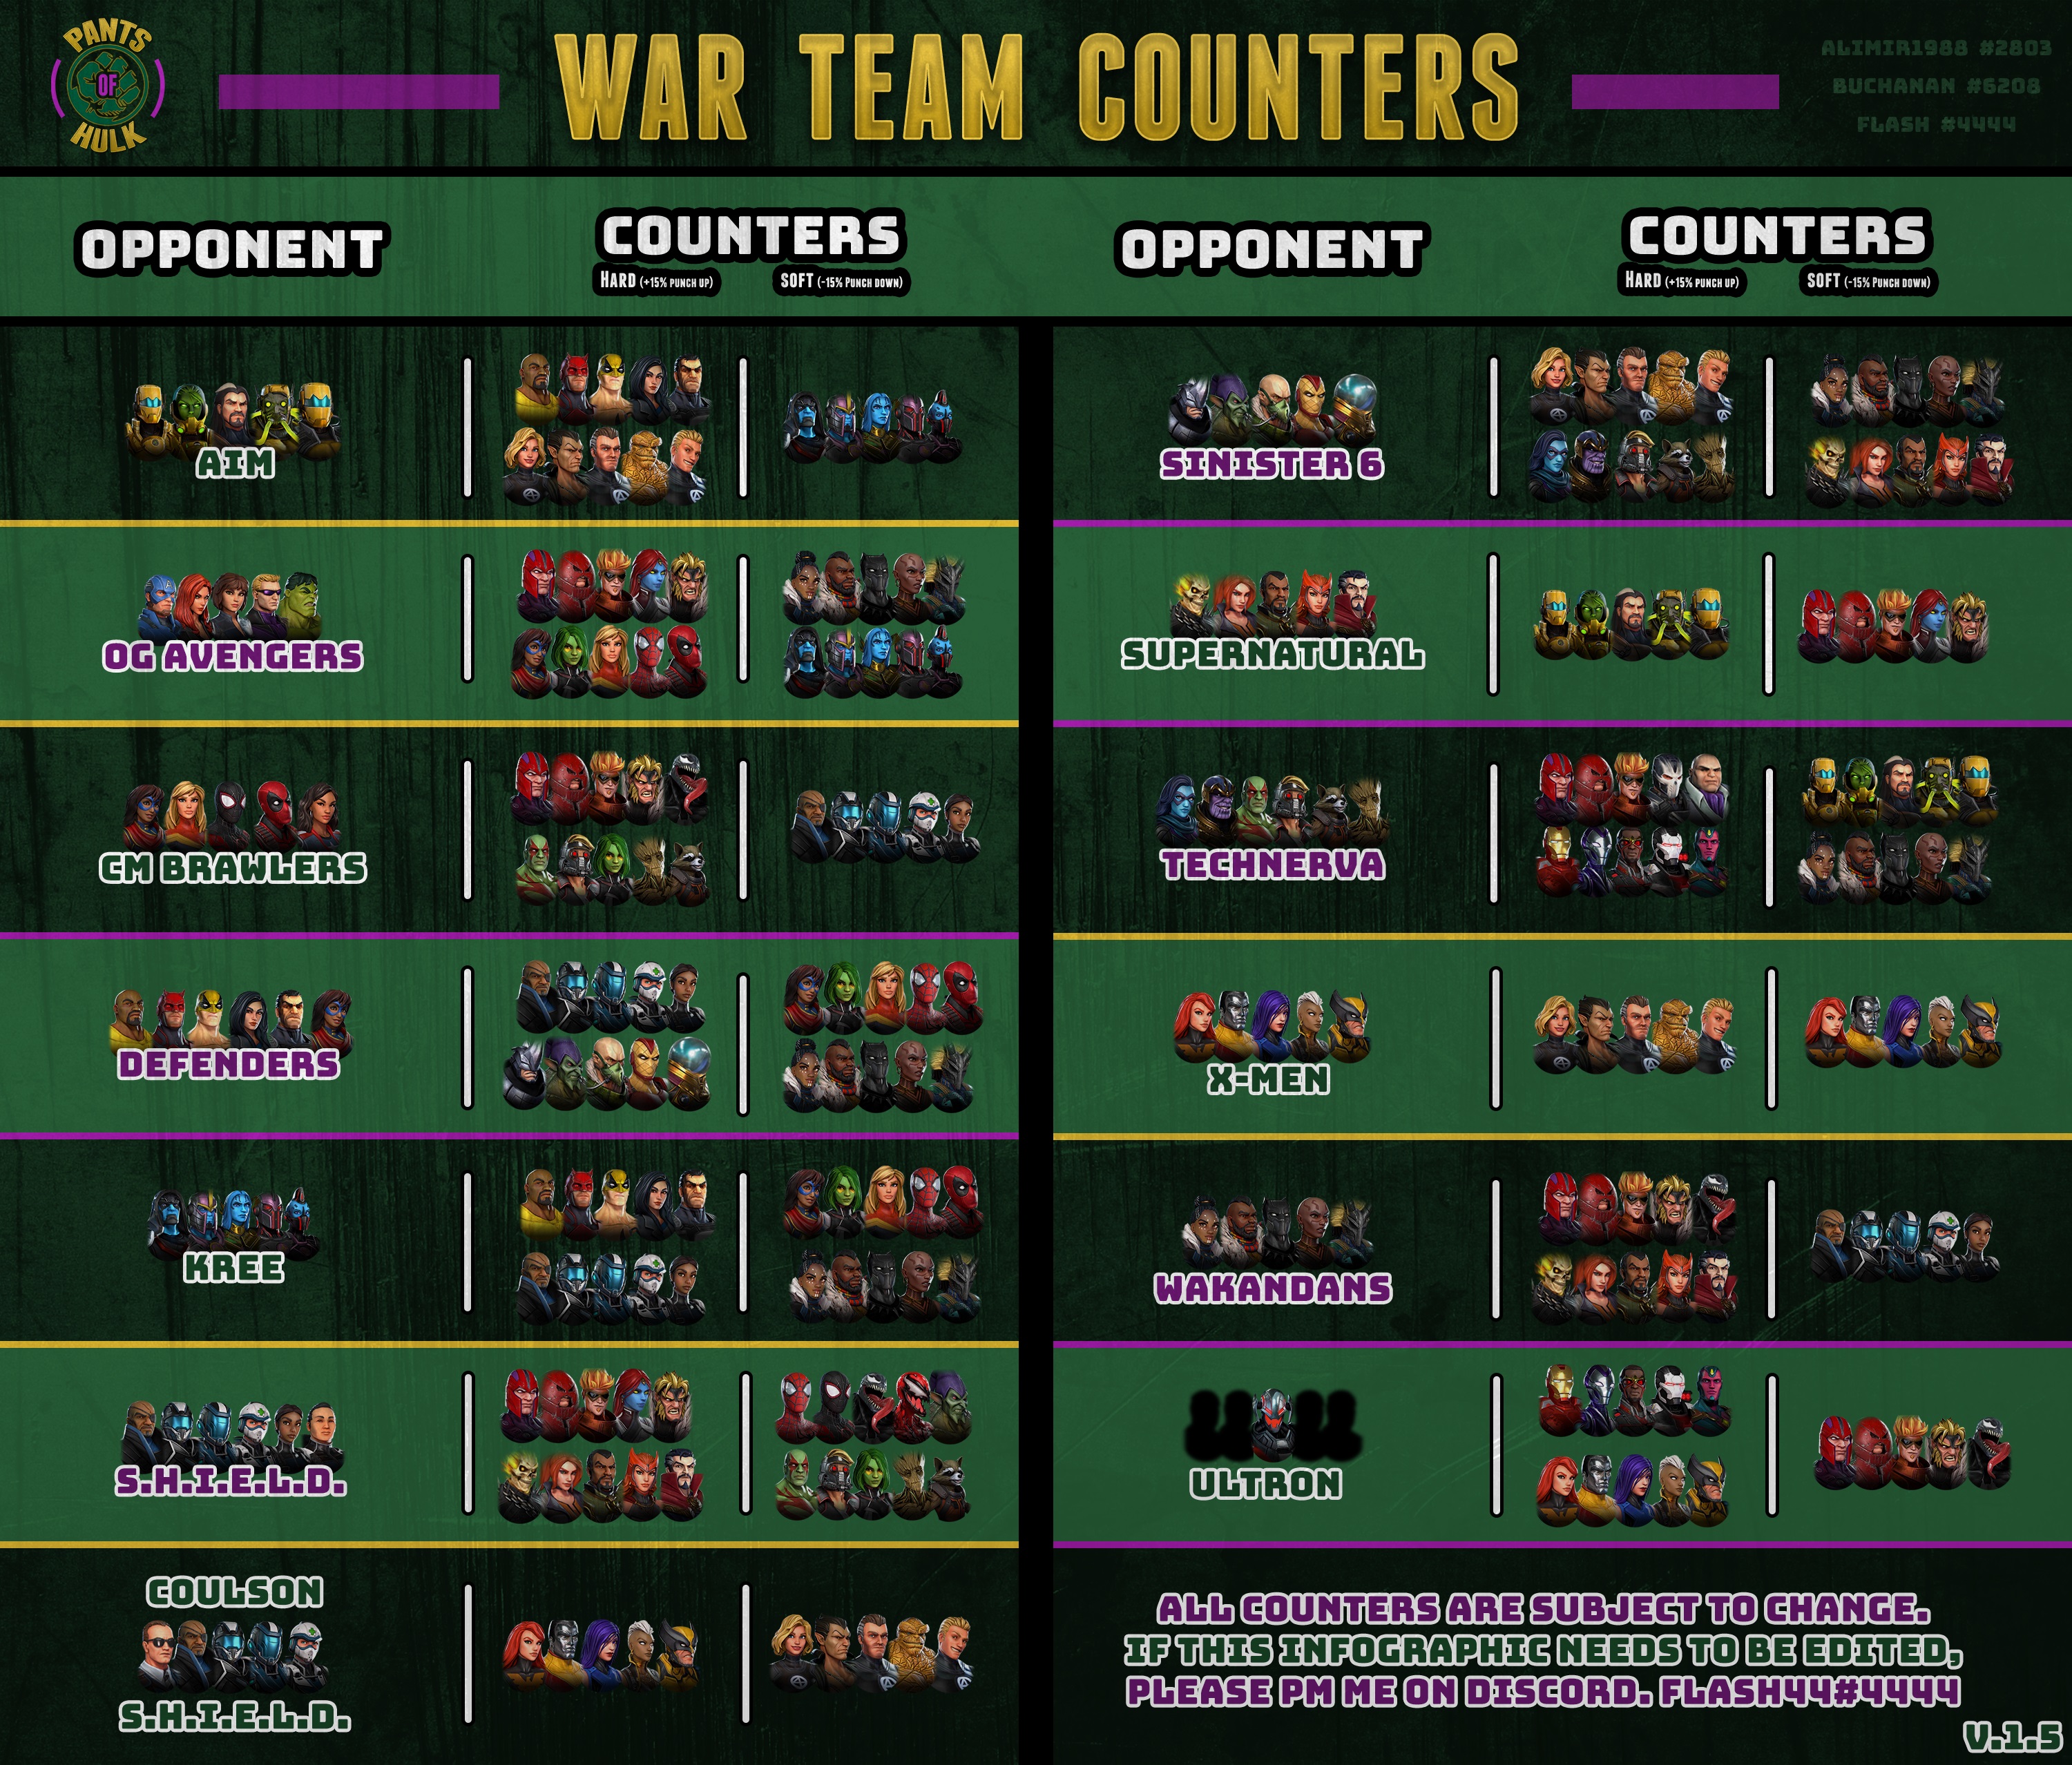 PANTS
OF
HULK
WAR TEAM COUNTERS
ALIMIR1988 #2803
BUCHANAN #6208
FLASH #4444
OPPONENT
COUNTERS
HARD (+15% PUNCH UP)
SOFT (-15% PUNCH DOWN)
OPPONENT
COUNTERS
HARD (+15% PUNCH UP)
SOFT (-15% PUNCH DOWN)
AIM
OG AVENGERS
CM BRAWLERS
DEFENDERS
KREE
S.H.I.E.L.D.
COULSON
S.H.I.E.L.D.
SINISTER 6
SUPERNATURAL
TECHNERVA
X-MEN
WAKANDANS
ULTRON
ALL COUNTERS ARE SUBJECT TO CHANGE.
IF THIS INFOGRAPHIC NEEDS TO BE EDITED,
PLEASE PM ME ON DISCORD. FLASH44#4444
V.1.5